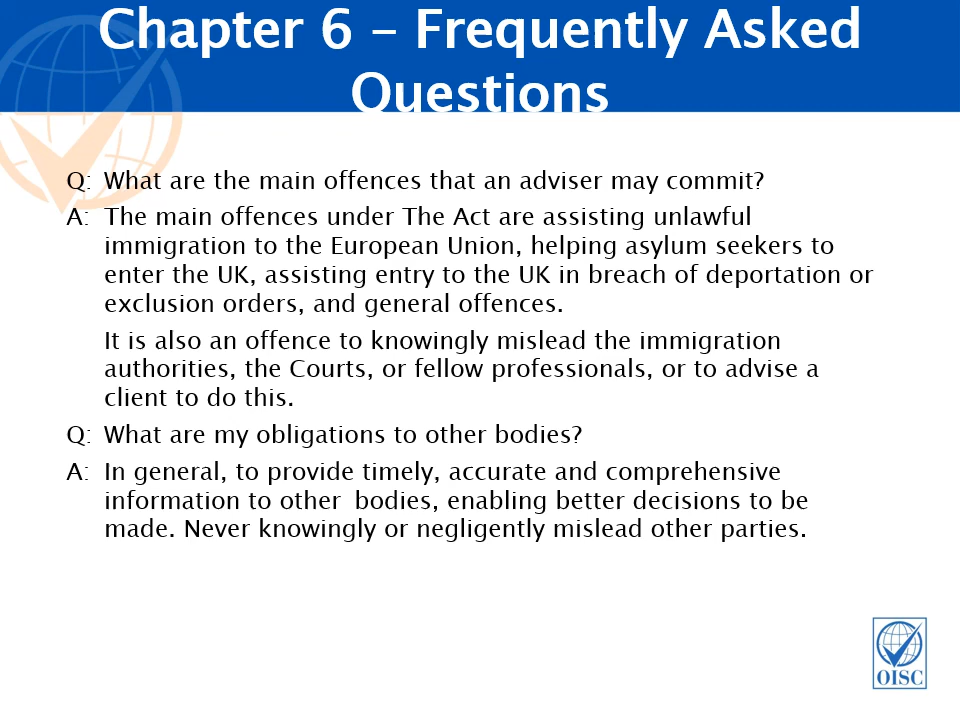 Chapter 6 – Frequently Asked
Questions
Q: What are the main offences that an adviser may commit?
A: The main offences under The Act are assisting unlawful
immigration to the European Union, helping asylum seekers to
enter the UK, assisting entry to the UK in breach of deportation or
exclusion orders, and general offences.
It is also an offence to knowingly mislead the immigration
authorities, the Courts, or fellow professionals, or to advise a
client to do this.
Q: What are my obligations to other bodies?
A: In general, to provide timely, accurate and comprehensive
information to other  bodies, enabling better decisions to be
made. Never knowingly or negligently mislead other parties.
OISC